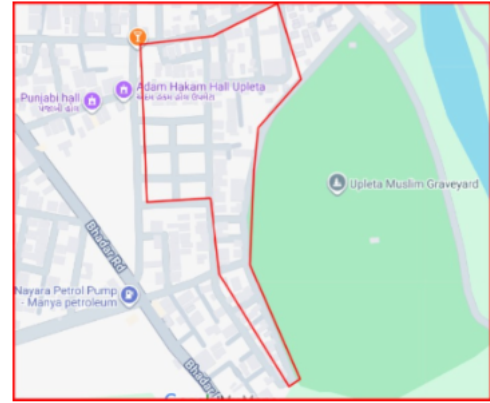 Adam Hakam Hall Upleta
Punjabi hall
પંજાબી હોલ
Upleta Muslim Graveyard
Bhadar Rd
Nayara Petrol Pump
- Manya petroleum